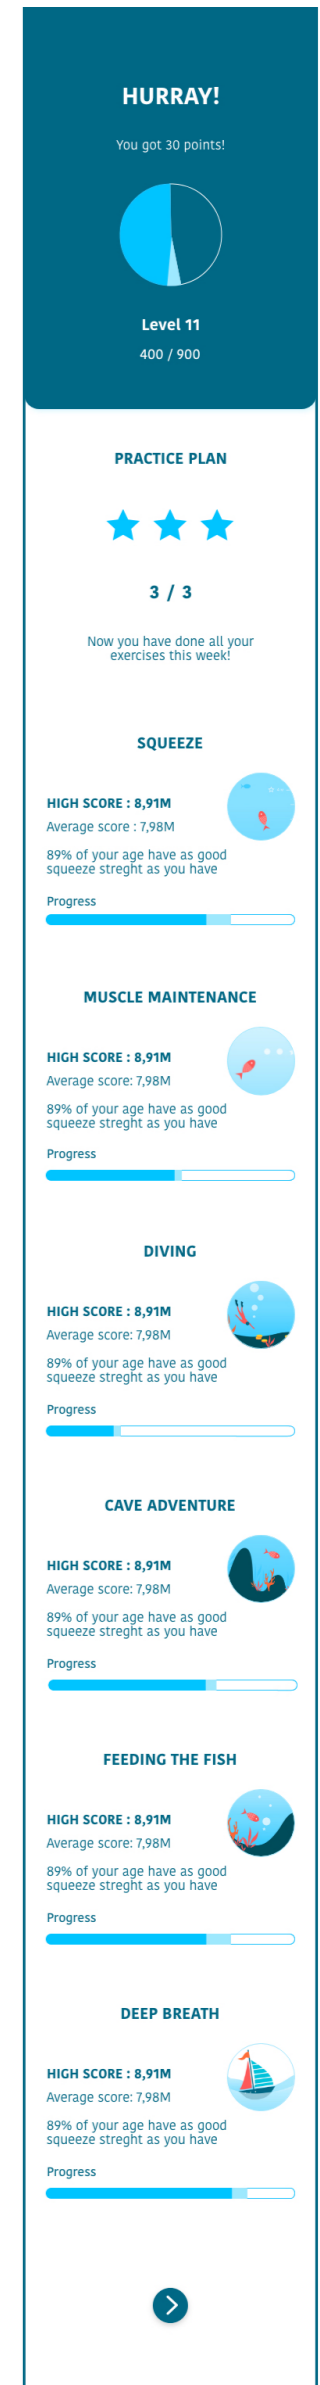 HURRAY!
You got 30 points!
Level 11
400 / 900
PRACTICE PLAN
3 / 3
Now you have done all your
exercises this week!
SQUEEZE
HIGH SCORE : 8,91M
Average score : 7,98M
89% of your age have as good
squeeze streght as you have
Progress
MUSCLE MAINTENANCE
HIGH SCORE : 8,91M
Average score: 7,98M
89% of your age have as good
squeeze streght as you have
Progress
DIVING
HIGH SCORE : 8,91M
Average score: 7,98M
89% of your age have as good
squeeze streght as you have
Progress
CAVE ADVENTURE
HIGH SCORE : 8,91M
Average score: 7,98M
89% of your age have as good
squeeze streght as you have
Progress
FEEDING THE FISH
HIGH SCORE : 8,91M
Average score: 7,98M
89% of your age have as good
squeeze streght as you have
Progress
DEEP BREATH
HIGH SCORE : 8,91M
Average score: 7,98M
89% of your age have as good
squeeze streght as you have
Progress